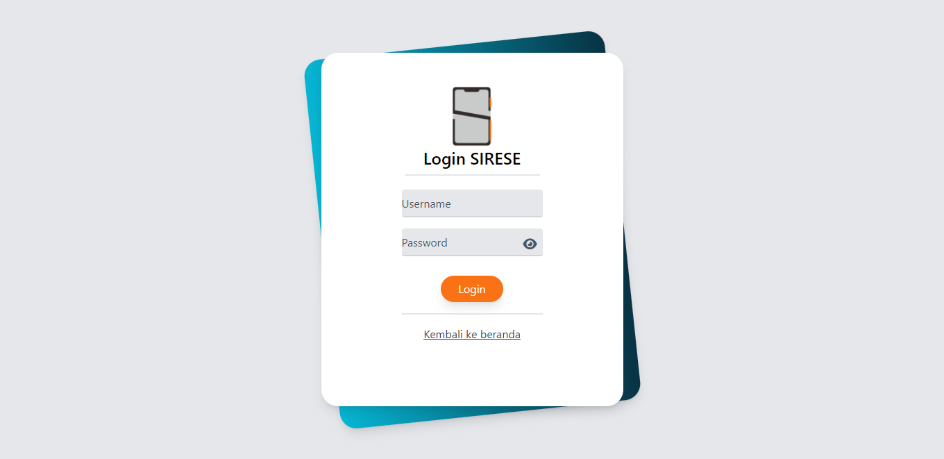 Login SIRESE
Username
Password
Login
Kembali ke beranda